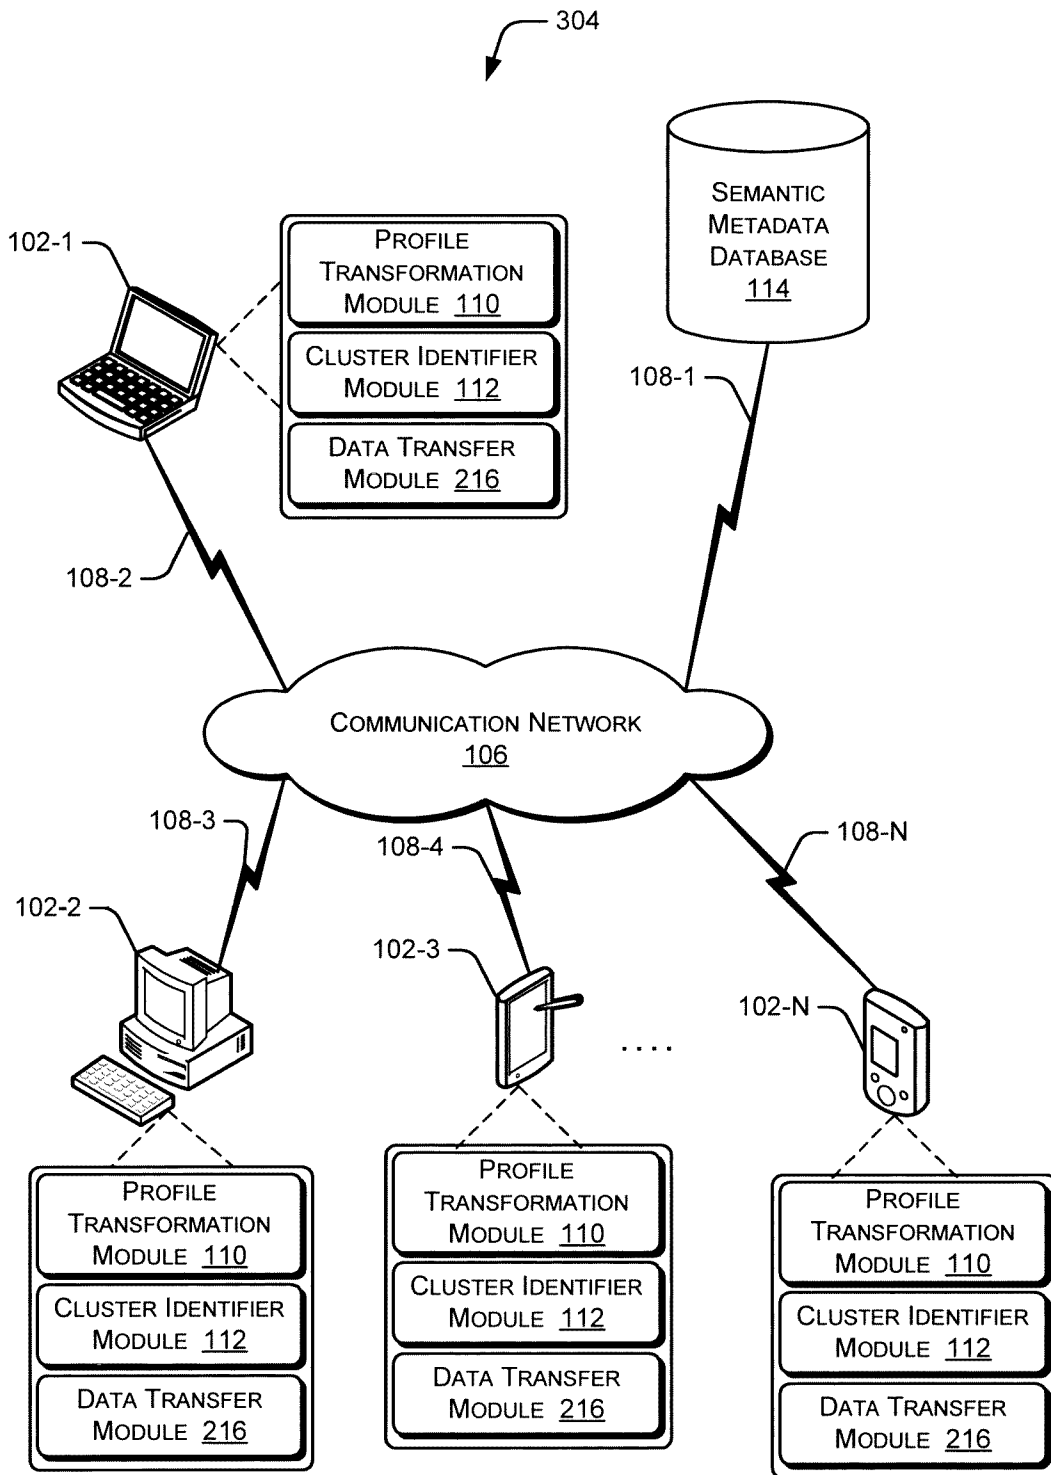 304
SEMANTIC
METADATA
DATABASE
114
102-1
PROFILE
TRANSFORMATION
MODULE 110
CLUSTER IDENTIFIER
MODULE 112
DATA TRANSFER
MODULE 216
108-1
108-2
COMMUNICATION NETWORK
106
108-3
108-4
108-N
102-2
102-3
102-N
. . . .
PROFILE
TRANSFORMATION
MODULE 110
CLUSTER IDENTIFIER
MODULE 112
DATA TRANSFER
MODULE 216
PROFILE
TRANSFORMATION
MODULE 110
CLUSTER IDENTIFIER
MODULE 112
DATA TRANSFER
MODULE 216
PROFILE
TRANSFORMATION
MODULE 110
CLUSTER IDENTIFIER
MODULE 112
DATA TRANSFER
MODULE 216